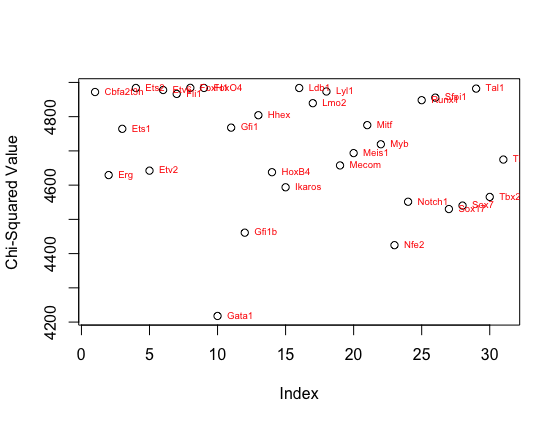 Chi-Squared Value
4800
4600
4400
4200
Cbfa2t3h
Erg
Ets1
Ets2
Etv2
Fli1
FoxO4
Gata1
Gfi1
Gfi1b
Hhex
HoxB4
Ikaros
Ldb1
Lmo2
Lyl1
Mecom
Meis1
Mitf
Myb
Nfe2
Notch1
Runx1
Sfpi1
Sox17
Sox7
Tal1
Tbx2
T
0 5 10 15 20 25 30
Index